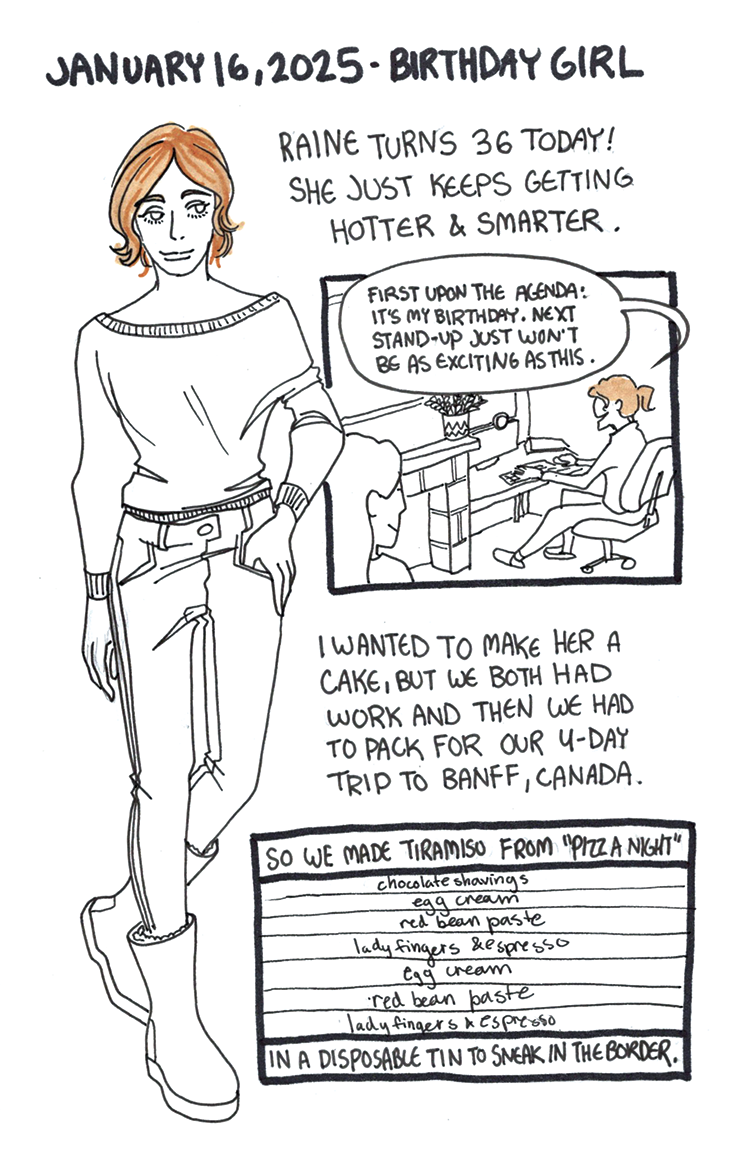 JANUARY 16, 2025 - BIRTHDAY GIRL
RAINE TURNS 36 TODAY!
SHE JUST KEEPS GETTING
HOTTER & SMARTER.
FIRST UPON THE AGENDA:
IT'S MY BIRTHDAY. NEXT
STAND-UP JUST WON'T
BE AS EXCITING AS THIS.
I WANTED TO MAKE HER A
CAKE, BUT WE BOTH HAD
WORK AND THEN WE HAD
TO PACK FOR OUR 4-DAY
TRIP TO BANFF, CANADA.
SO WE MADE TIRAMISU FROM "PIZZA NIGHT"
chocolate shavings
egg cream
red bean paste
lady fingers & espresso
egg cream
red bean paste
lady fingers & espresso
IN A DISPOSABLE TIN TO SNEAK IN THE BORDER.